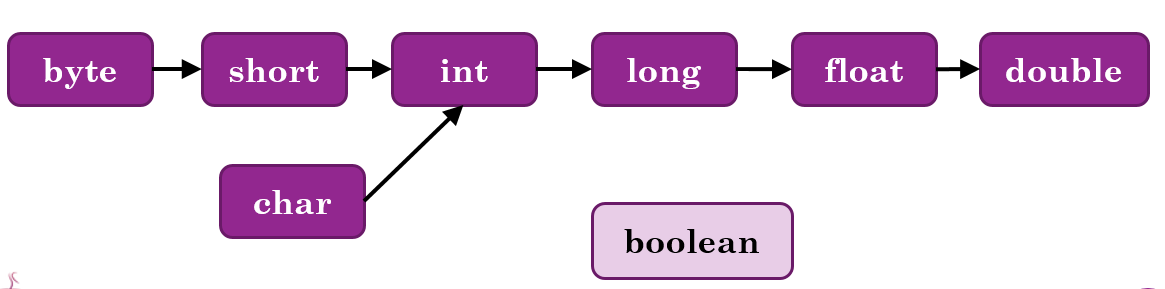 byte short int long float double
char
boolean